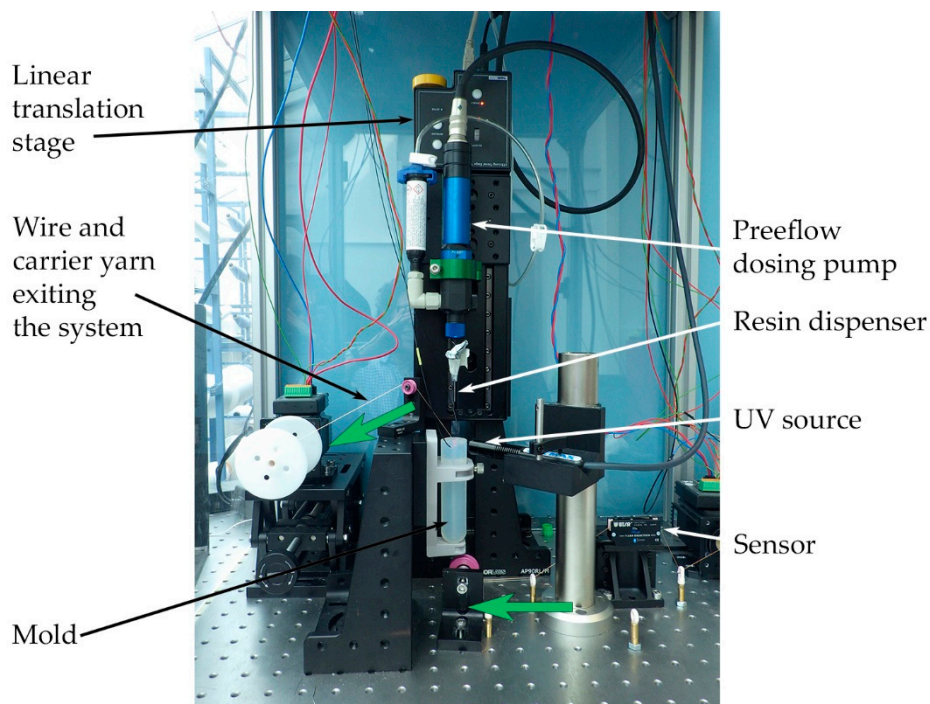 Linear
translation
stage
Wire and
carrier yarn
exiting
the system
Mold
Preeflow
dosing pump
Resin dispenser
UV source
Sensor
AP90RL/M